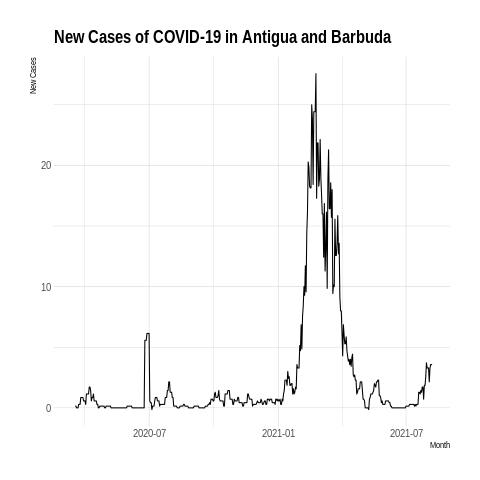 New Cases of COVID-19 in Antigua and Barbuda
New Cases
20
10
0
2020-07
2021-01
2021-07
Month